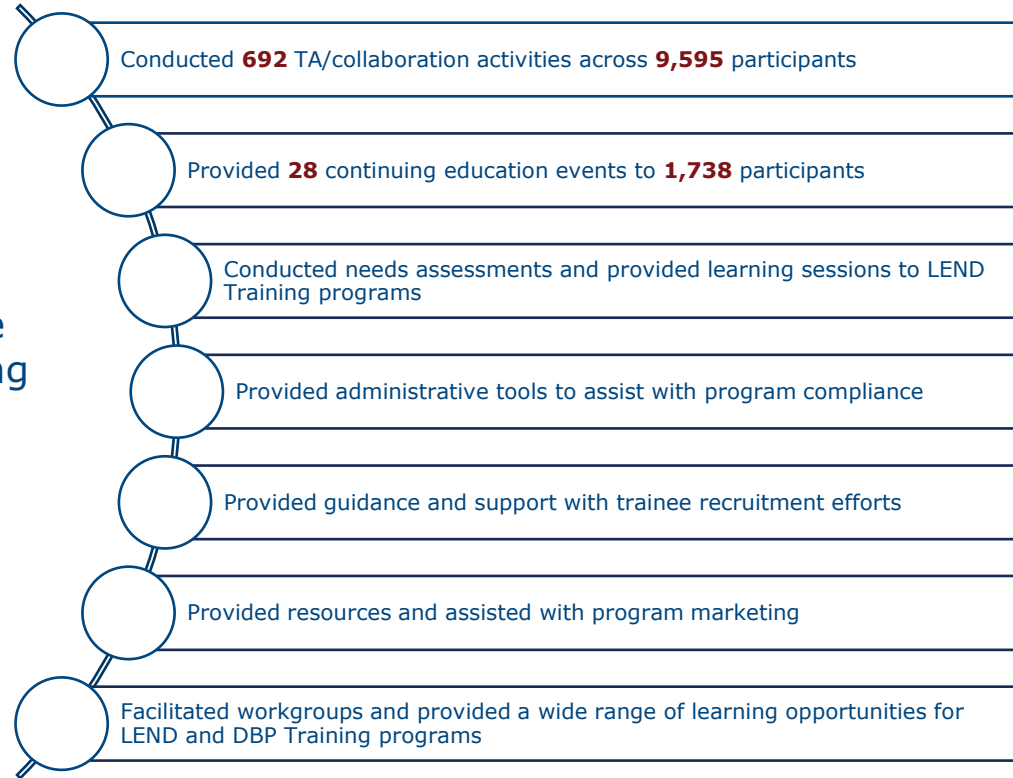 Conducted 692 TA/collaboration activities across 9,595 participants
Provided 28 continuing education events to 1,738 participants
Conducted needs assessments and provided learning sessions to LEND
Training programs
Provided administrative tools to assist with program compliance
Provided guidance and support with trainee recruitment efforts
Provided resources and assisted with program marketing
Facilitated workgroups and provided a wide range of learning opportunities for
LEND and DBP Training programs